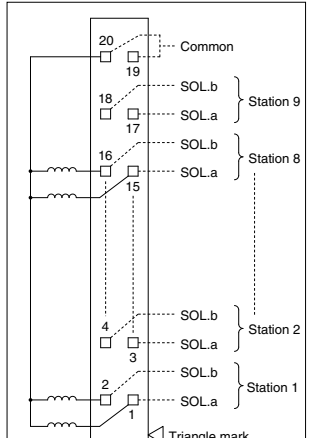 20
Common
19
SOL.b
18
Station 9
SOL.a
17
SOL.b
16
Station 8
SOL.a
15
SOL.b
4
Station 2
SOL.a
3
SOL.b
2
Station 1
SOL.a
1
Triangle mark